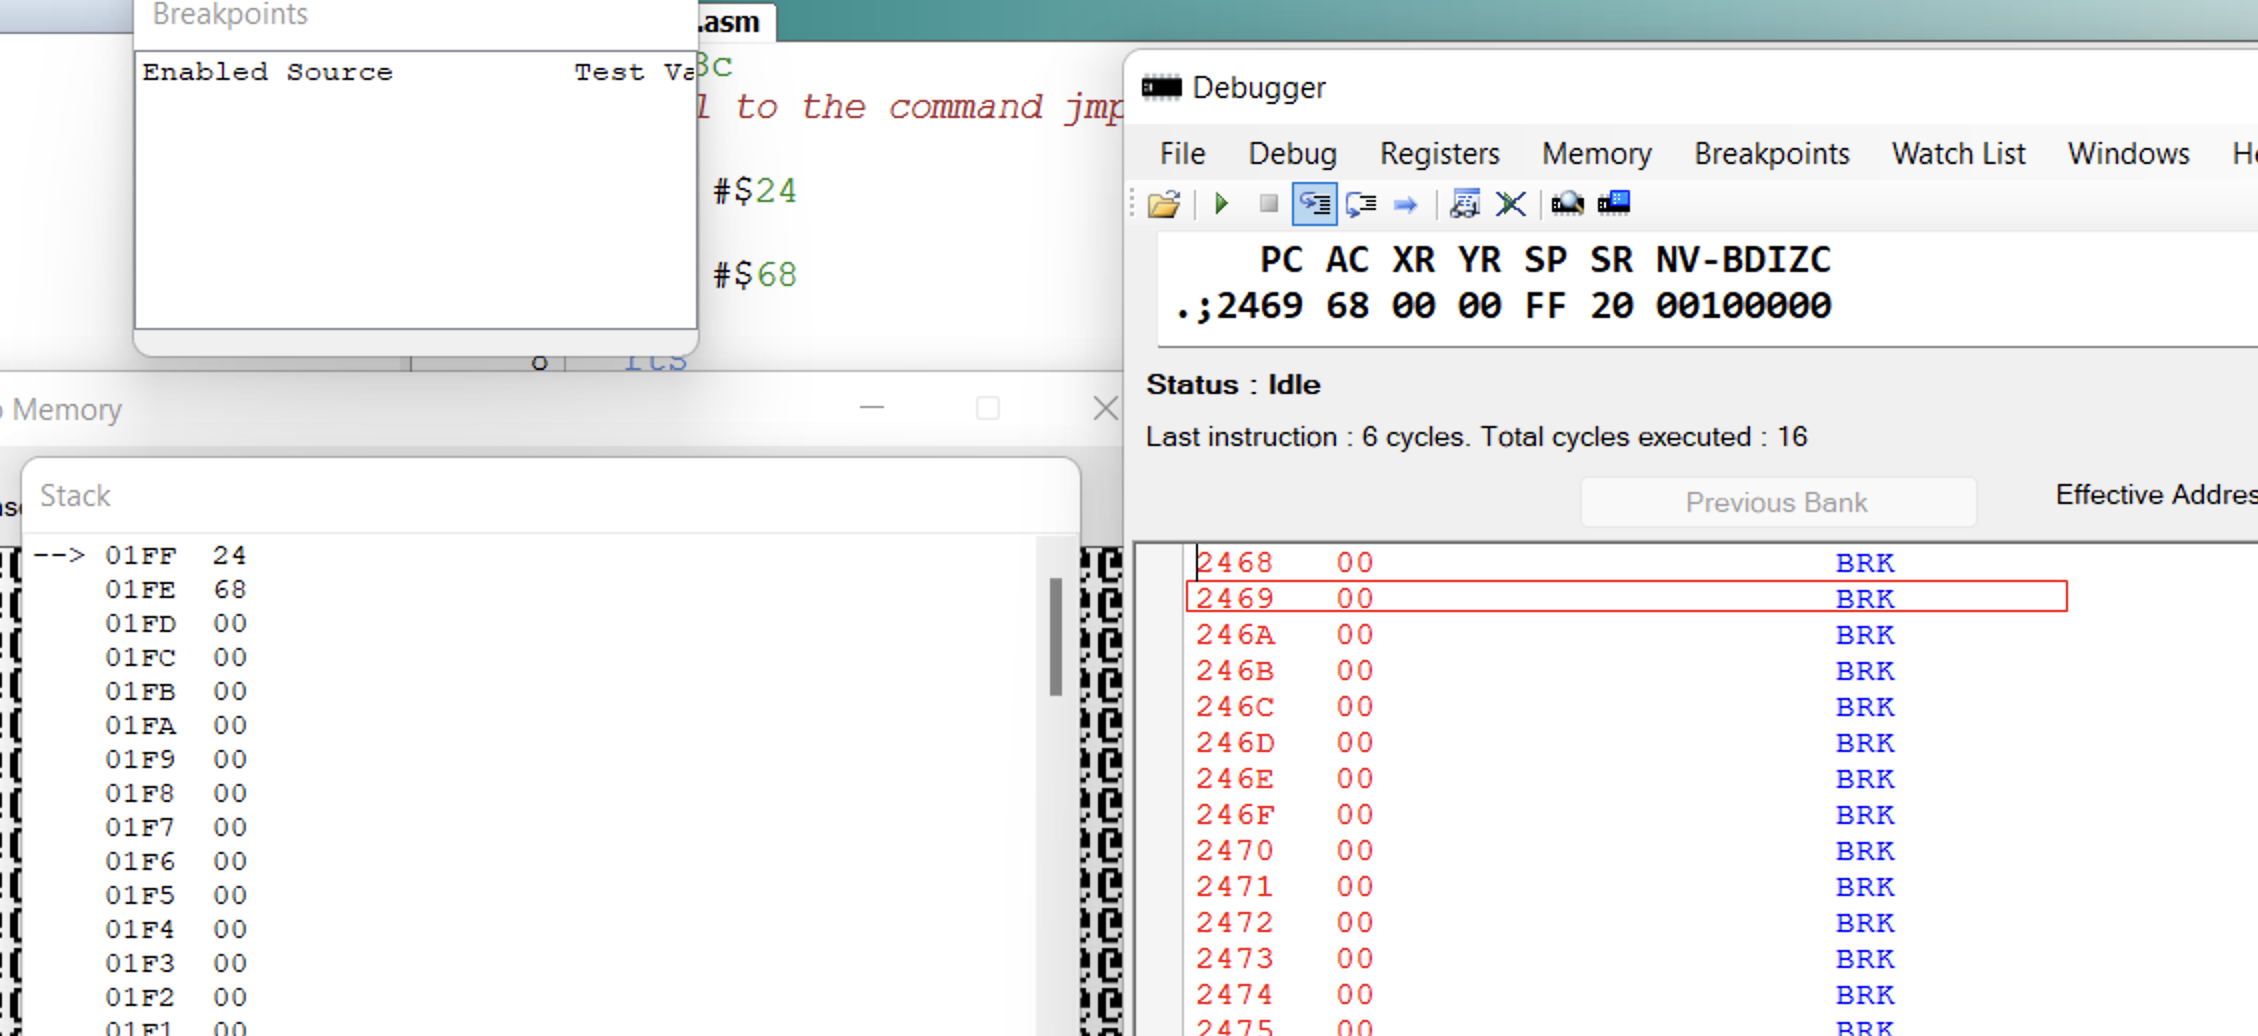 Breakpoints
Enabled Source Test Va
.asm
3c
l to the command jmp
#$24
#$68
8
rts
Memory
Stack
--> 01FF 24
01FE 68
01FD 00
01FC 00
01FB 00
01FA 00
01F9 00
01F8 00
01F7 00
01F6 00
01F5 00
01F4 00
01F3 00
01F2 00
01F1 00
Debugger
File Debug Registers Memory Breakpoints Watch List Windows He
PC AC XR YR SP SR NV-BDIZC
.;2469 68 00 00 FF 20 00100000
Status : Idle
Last instruction : 6 cycles. Total cycles executed : 16
Previous Bank
Effective Addres
2468 00 BRK
2469 00 BRK
246A 00 BRK
246B 00 BRK
246C 00 BRK
246D 00 BRK
246E 00 BRK
246F 00 BRK
2470 00 BRK
2471 00 BRK
2472 00 BRK
2473 00 BRK
2474 00 BRK
2475 00 BRK